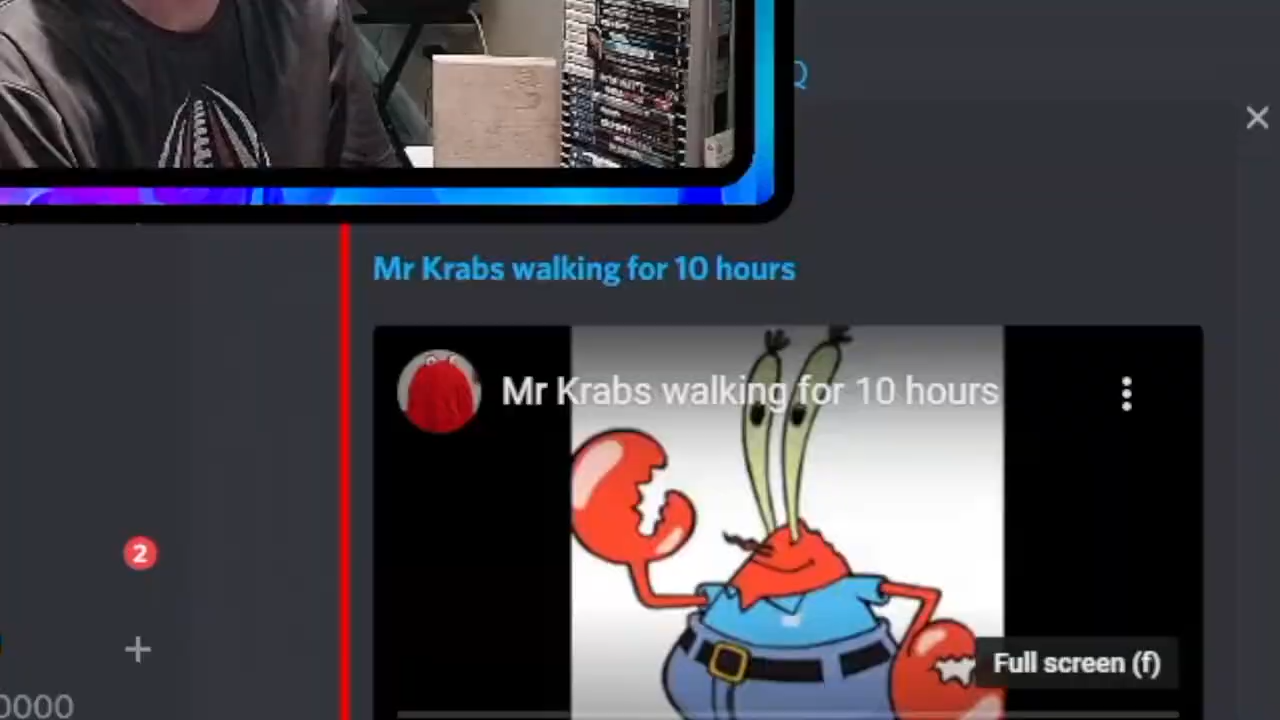 Q
Mr Krabs walking for 10 hours
Mr Krabs walking for 10 hours
2
+
Full screen (f)
0000